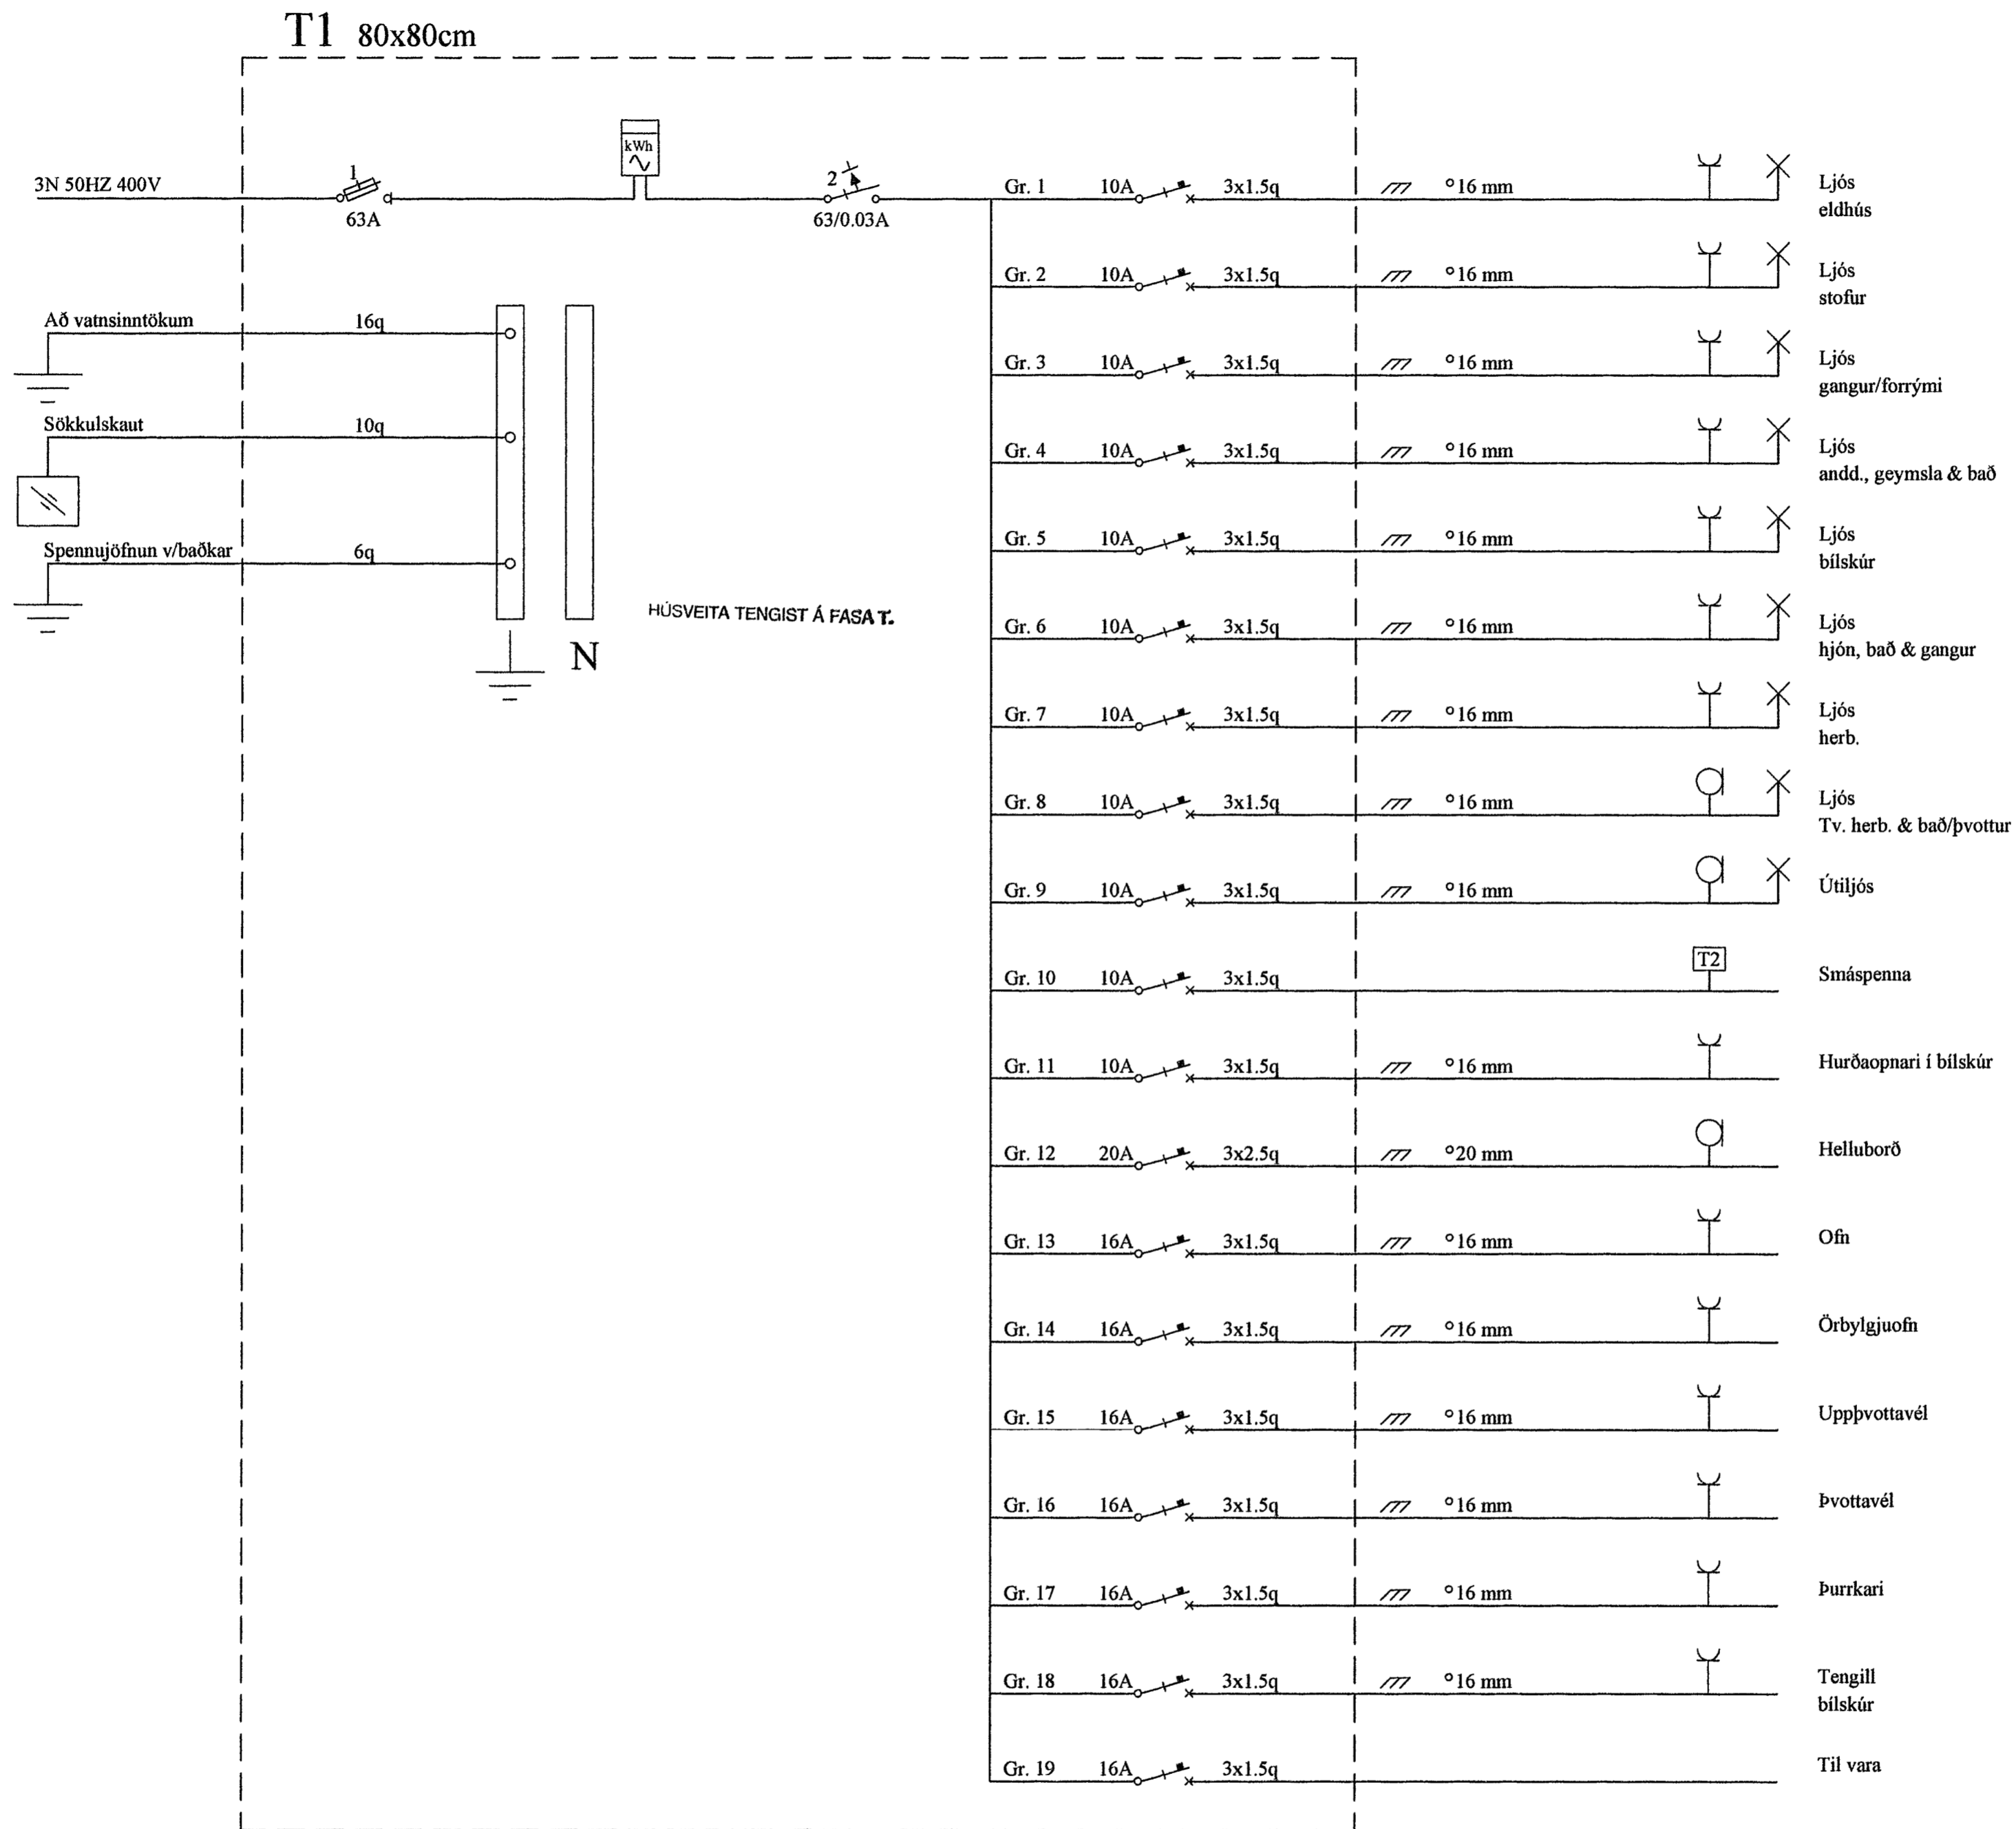 T1 80x80cm
3N 50HZ 400V
1
63A
kWh
2
63/0.03A
Að vatnsinntökum 16q
Sökkulskaut 10q
Spennujöfnun v/baðkar 6q
N
HÚSVEITA TENGIST Á FASA T.
Gr. 1 10A 3x1.5q °16 mm Ljós
eldhús
Gr. 2 10A 3x1.5q °16 mm Ljós
stofur
Gr. 3 10A 3x1.5q °16 mm Ljós
gangur/forrými
Gr. 4 10A 3x1.5q °16 mm Ljós
andd., geymsla & bað
Gr. 5 10A 3x1.5q °16 mm Ljós
bílskúr
Gr. 6 10A 3x1.5q °16 mm Ljós
hjón, bað & gangur
Gr. 7 10A 3x1.5q °16 mm Ljós
herb.
Gr. 8 10A 3x1.5q °16 mm Ljós
Tv. herb. & bað/þvottur
Gr. 9 10A 3x1.5q °16 mm Útiljós
Gr. 10 10A 3x1.5q T2 Smáspenna
Gr. 11 10A 3x1.5q °16 mm Hurðaopnari í bílskúr
Gr. 12 20A 3x2.5q °20 mm Helluborð
Gr. 13 16A 3x1.5q °16 mm Ofn
Gr. 14 16A 3x1.5q °16 mm Örbylgjuofn
Gr. 15 16A 3x1.5q °16 mm Uppþvottavél
Gr. 16 16A 3x1.5q °16 mm Þvottavél
Gr. 17 16A 3x1.5q °16 mm Þurrkari
Gr. 18 16A 3x1.5q °16 mm Tengill
bílskúr
Gr. 19 16A 3x1.5q Til vara